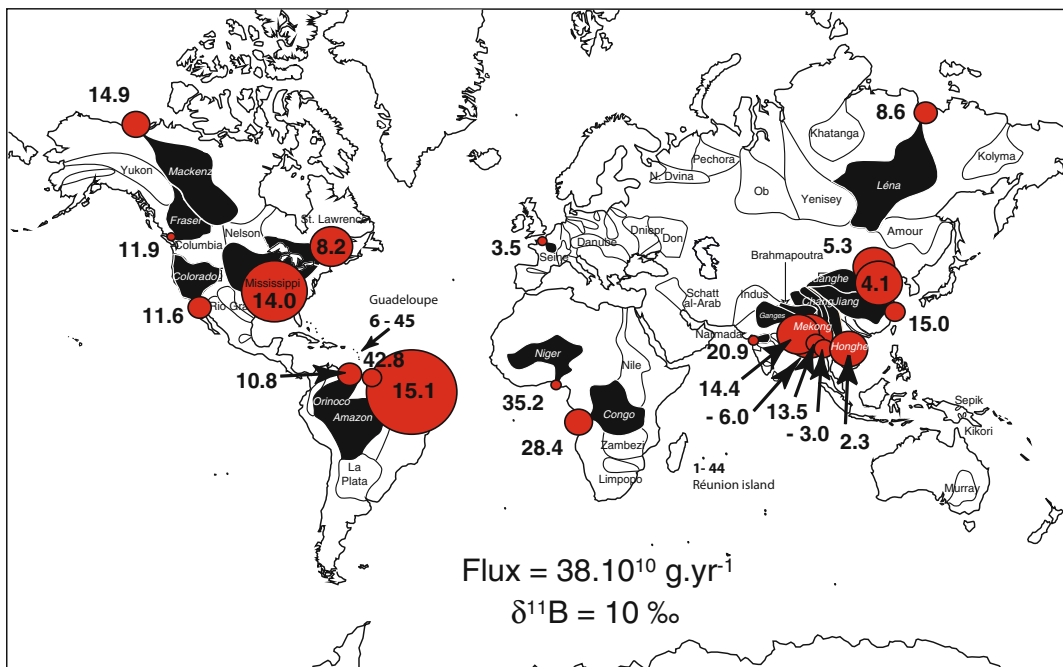 14.9
8.6
Khatanga
Kolyma
Pechora
N. Dvina
Yukon
Mackenz
Ob
Yenisey
Léna
Fraser
Nelson
St. Lawrence
11.9
Columbia
8.2
3.5
Seine
Danube
Dniepr
Don
Amour
5.3
Brahmapoutra
Colorado
Mississippi
14.0
Schatt
al-Arab
Indus
Ganges
uanghe
4.1
ChangJiang
11.6
Rio Gra
Guadeloupe
6 - 45
Narmada
20.9
Mekong
Honghe
15.0
42.8
10.8
15.1
Niger
Nile
14.4
- 6.0
13.5
- 3.0
2.3
Orinoco
Amazon
35.2
Congo
28.4
Zambezi
Limpopo
Sepik
Kikori
La
Plata
1- 44
Réunion island
Murray
Flux = 38.10¹⁰ g.yr⁻¹
δ¹¹B = 10 ‰